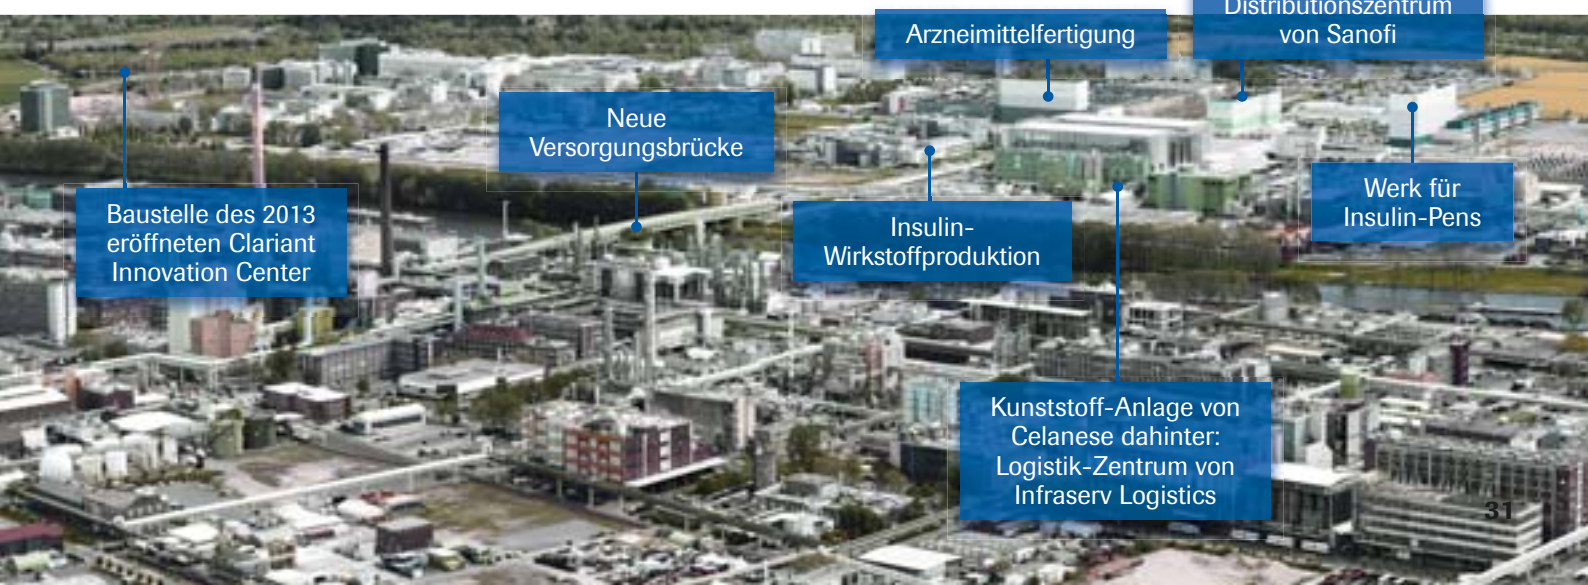 Arzneimittelfertigung
Distributionszentrum
von Sanofi
Neue
Versorgungsbrücke
Baustelle des 2013
eröffneten Clariant
Innovation Center
Insulin-
Wirkstoffproduktion
Werk für
Insulin-Pens
Kunststoff-Anlage von
Celanese dahinter:
Logistik-Zentrum von
Infraserv Logistics
31